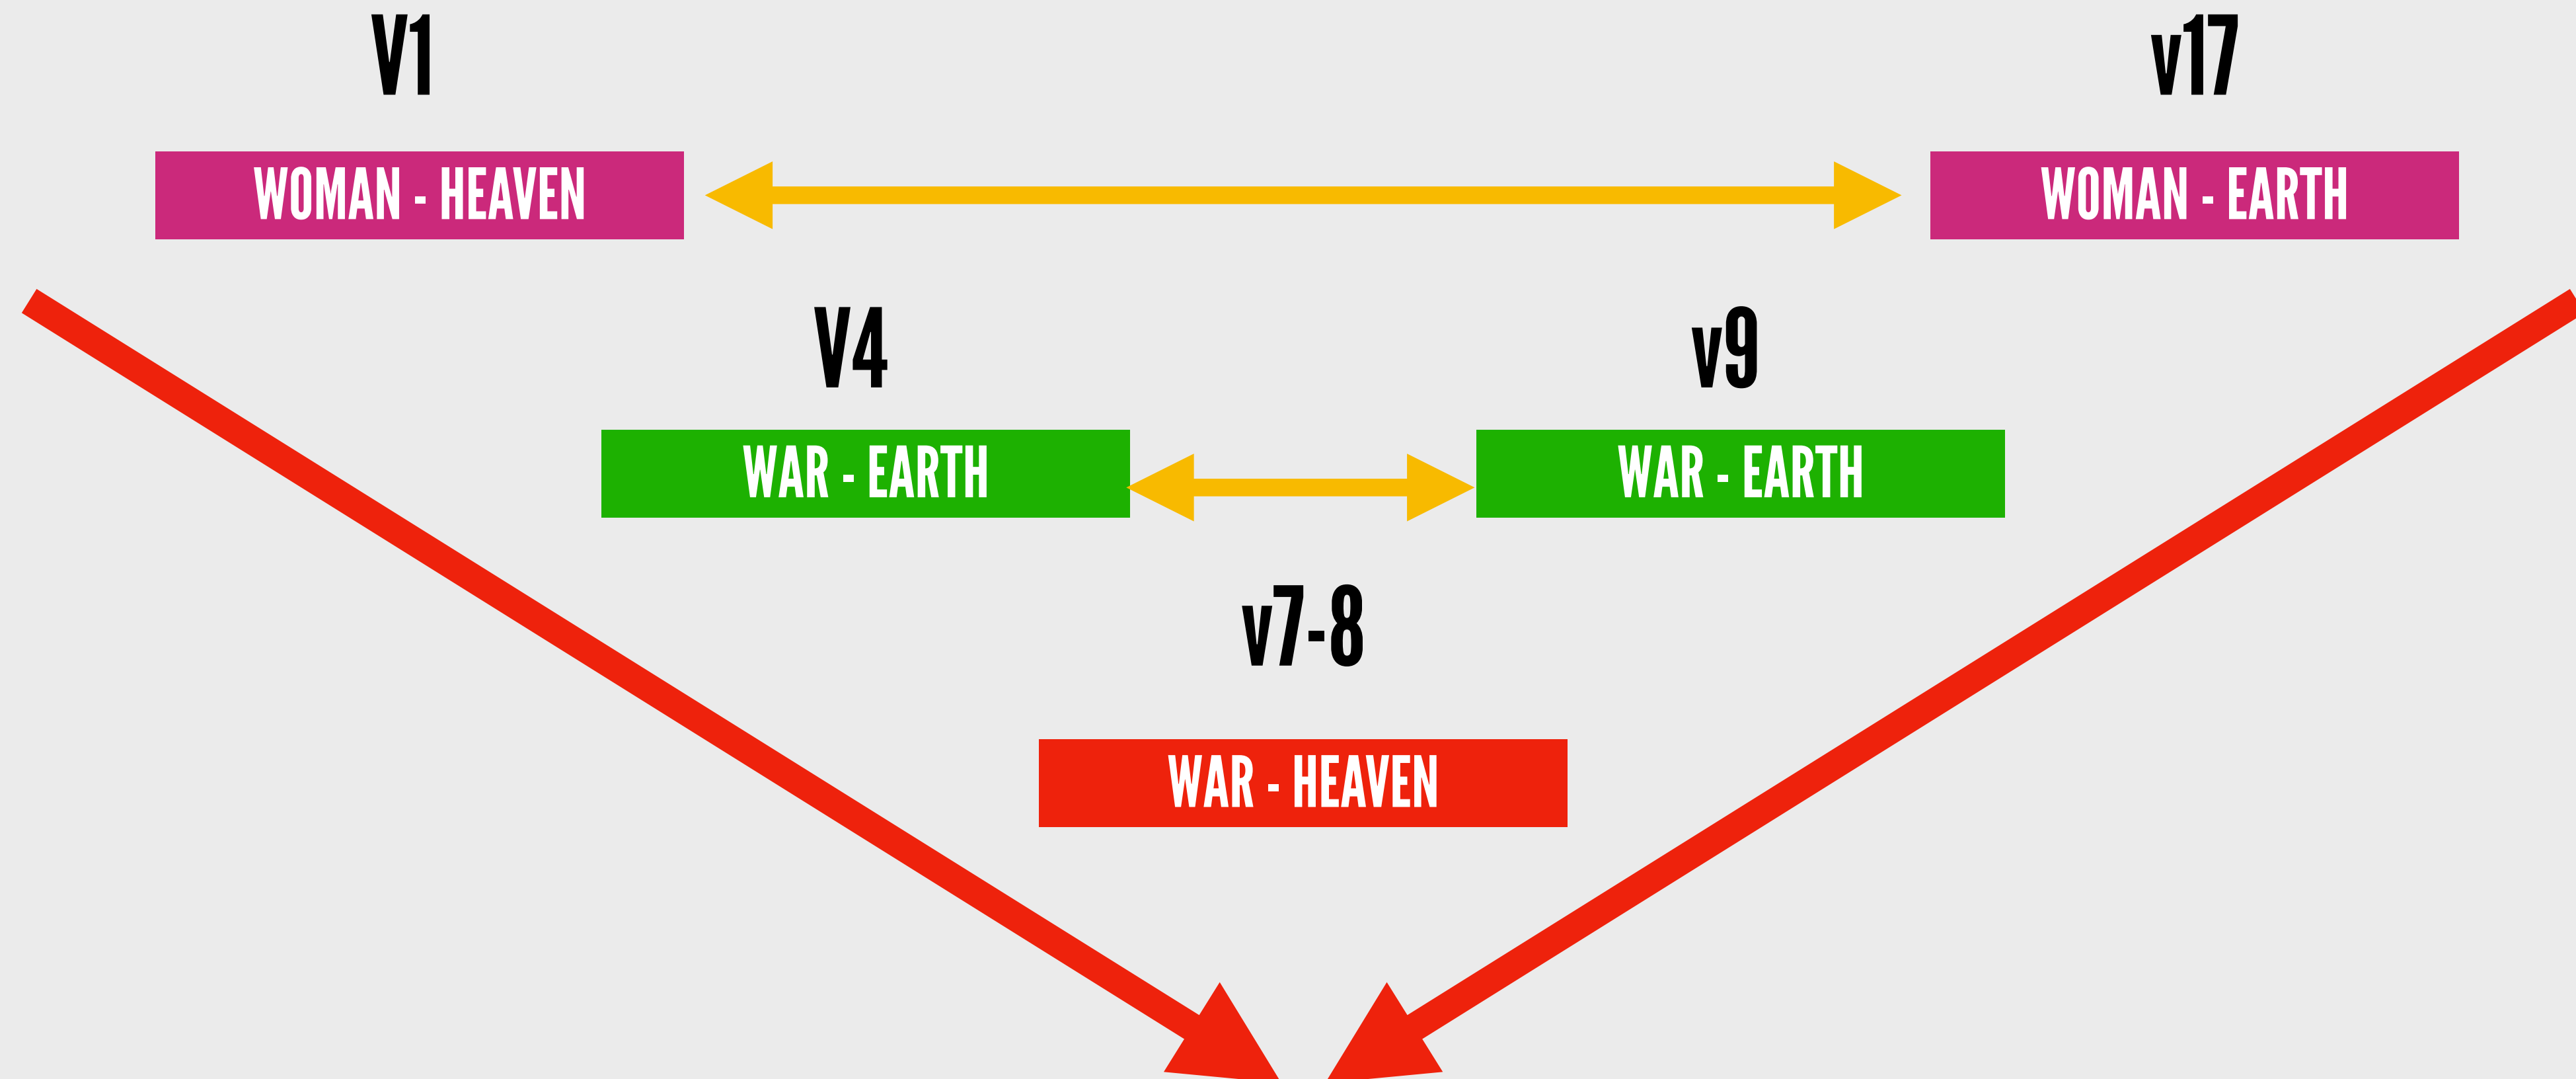 V1
v17
WOMAN - HEAVEN
WOMAN - EARTH
V4
v9
WAR - EARTH
WAR - EARTH
v7-8
WAR - HEAVEN